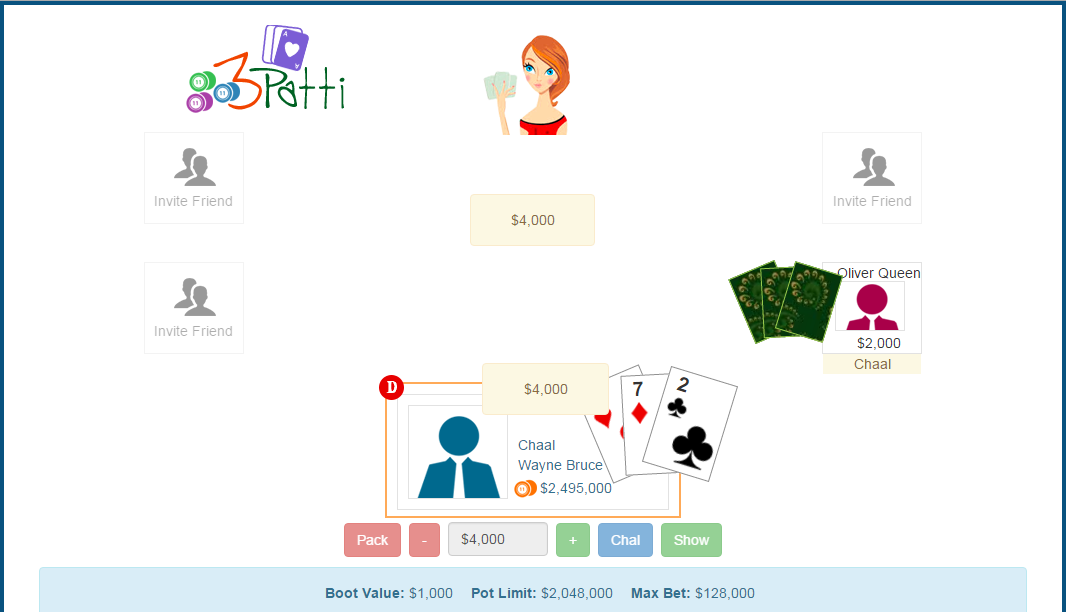 3Patti
Invite Friend
Invite Friend
$4,000
Invite Friend
Oliver Queen
$2,000
Chaal
$4,000
D
7
2
Chaal
Wayne Bruce
$2,495,000
Pack
-
$4,000
+
Chal
Show
Boot Value: $1,000 Pot Limit: $2,048,000 Max Bet: $128,000